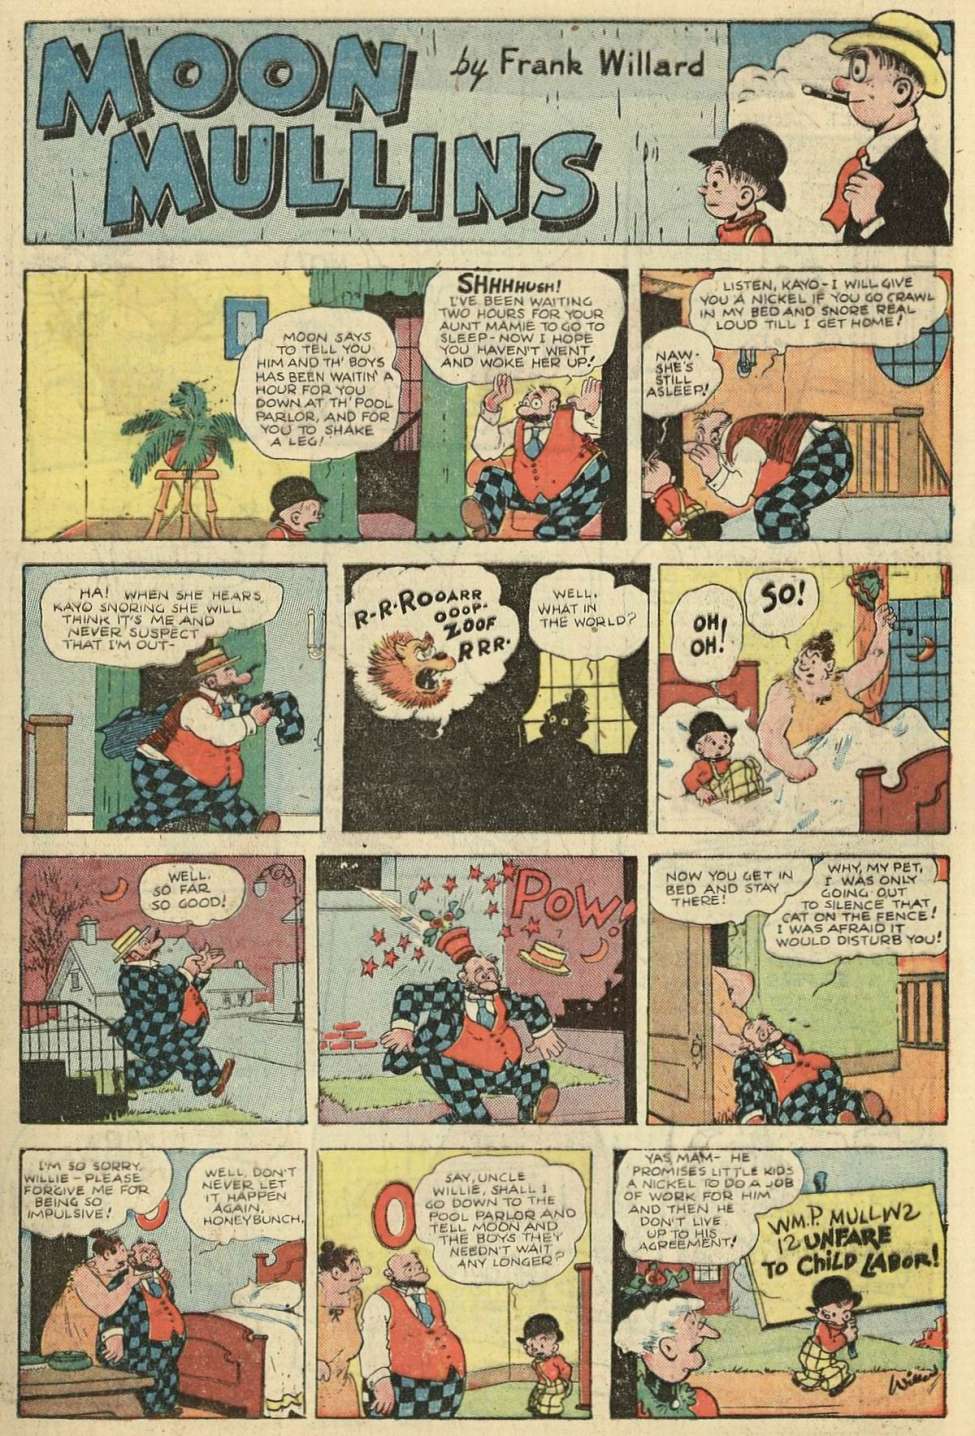 MOON
MULLINS
by Frank Willard
MOON SAYS
TO TELL YOU
HIM AND TH' BOYS
HAS BEEN WAITIN' A
HOUR FOR YOU
DOWN AT TH' POOL
PARLOR, AND FOR
YOU TO SHAKE
A LEG!
SHHHHUSH!
I'VE BEEN WAITING
TWO HOURS FOR YOUR
AUNT MAMIE TO GO TO
SLEEP - NOW I HOPE
YOU HAVEN'T WENT
AND WOKE HER UP!
NAW-
SHE'S
STILL
ASLEEP!
LISTEN, KAYO - I WILL GIVE
YOU A NICKEL IF YOU GO CRAWL
IN MY BED AND SNORE REAL
LOUD TILL I GET HOME!
HA! WHEN SHE HEARS
KAYO SNORING SHE WILL
THINK IT'S ME AND
NEVER SUSPECT
THAT I'M OUT-
R-R-ROOARR
OOOP-
ZOOF
RRR.
WELL,
WHAT IN
THE WORLD?
OH
OH!
SO!
WELL,
SO FAR
SO GOOD!
POW!
NOW YOU GET IN
BED AND STAY
THERE!
WHY, MY PET,
I WAS ONLY
GOING OUT
TO SILENCE THAT
CAT ON THE FENCE!
I WAS AFRAID IT
WOULD DISTURB YOU!
I'M SO SORRY,
WILLIE - PLEASE
FORGIVE ME FOR
BEING SO
IMPULSIVE!
WELL, DON'T
NEVER LET
IT HAPPEN
AGAIN,
HONEYBUNCH.
SAY, UNCLE
WILLIE, SHALL I
GO DOWN TO THE
POOL PARLOR AND
TELL MOON AND
THE BOYS THEY
NEEDN'T WAIT
ANY LONGER?
YAS, MAM - HE
PROMISES LITTLE KIDS
A NICKEL TO DO A JOB
OF WORK FOR HIM
AND THEN HE
DON'T LIVE
UP TO HIS
AGREEMENT!
WM.P. MULLINZ
IZ UNFARE
TO CHILD LABOR!
Willard